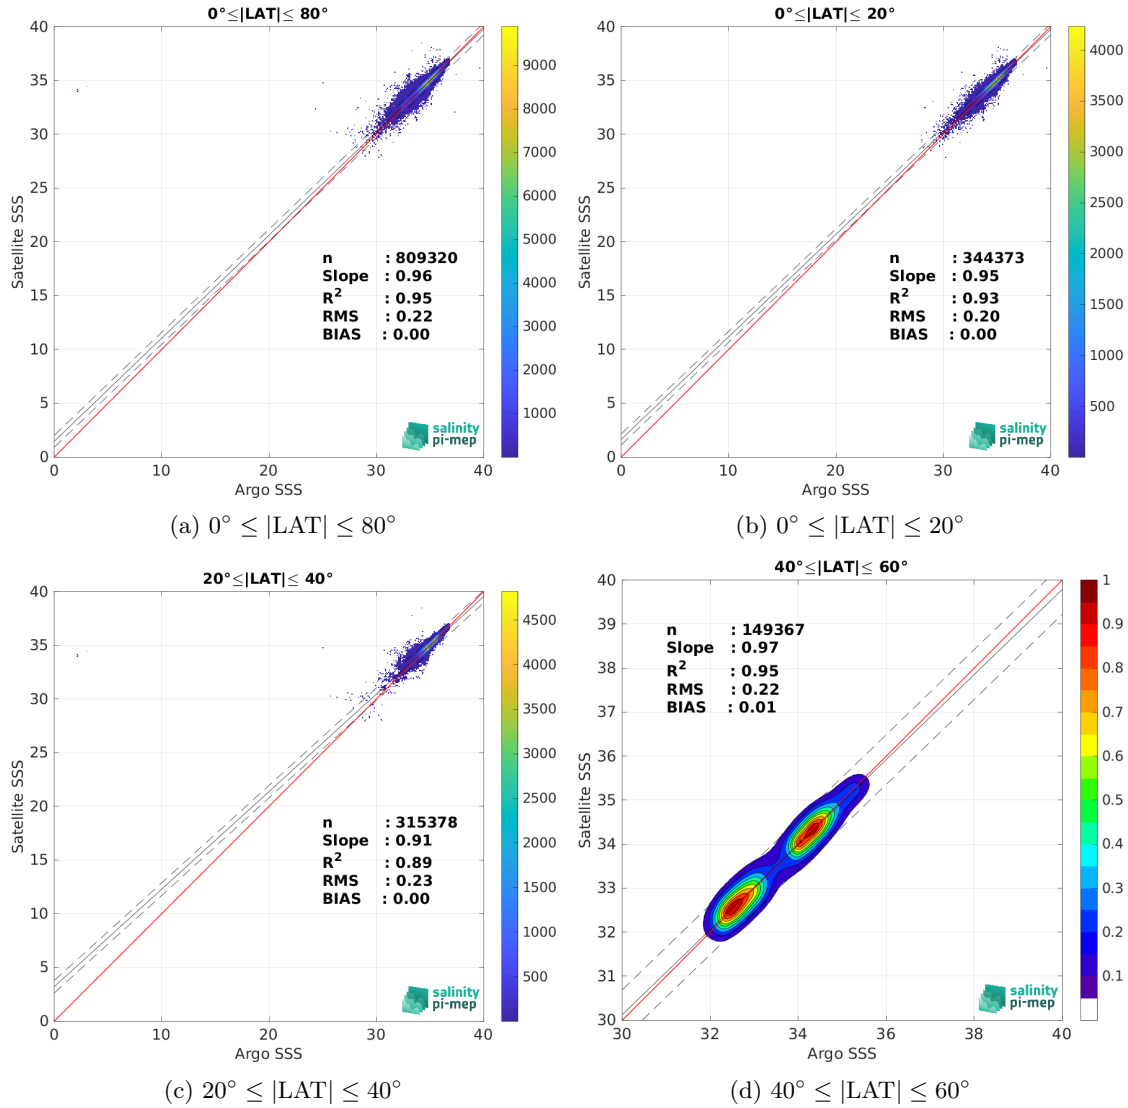 0°≤|LAT|≤ 80°
40
35
30
25
20
15
10
5
0
Satellite SSS
n : 809320
Slope : 0.96
R² : 0.95
RMS : 0.22
BIAS : 0.00
salinity
pi-mep
0 10 20 30 40
Argo SSS
9000
8000
7000
6000
5000
4000
3000
2000
1000
(a) 0° ≤ |LAT| ≤ 80°
0°≤|LAT|≤ 20°
40
35
30
25
20
15
10
5
0
Satellite SSS
n : 344373
Slope : 0.95
R² : 0.93
RMS : 0.20
BIAS : 0.00
salinity
pi-mep
0 10 20 30 40
Argo SSS
4000
3500
3000
2500
2000
1500
1000
500
(b) 0° ≤ |LAT| ≤ 20°
20°≤|LAT|≤ 40°
40
35
30
25
20
15
10
5
0
Satellite SSS
n : 315378
Slope : 0.91
R² : 0.89
RMS : 0.23
BIAS : 0.00
salinity
pi-mep
0 10 20 30 40
Argo SSS
4500
4000
3500
3000
2500
2000
1500
1000
500
(c) 20° ≤ |LAT| ≤ 40°
40°≤|LAT|≤ 60°
40
39
38
37
36
35
34
33
32
31
30
Satellite SSS
n : 149367
Slope : 0.97
R² : 0.95
RMS : 0.22
BIAS : 0.01
salinity
pi-mep
30 32 34 36 38 40
Argo SSS
1
0.9
0.8
0.7
0.6
0.5
0.4
0.3
0.2
0.1
(d) 40° ≤ |LAT| ≤ 60°